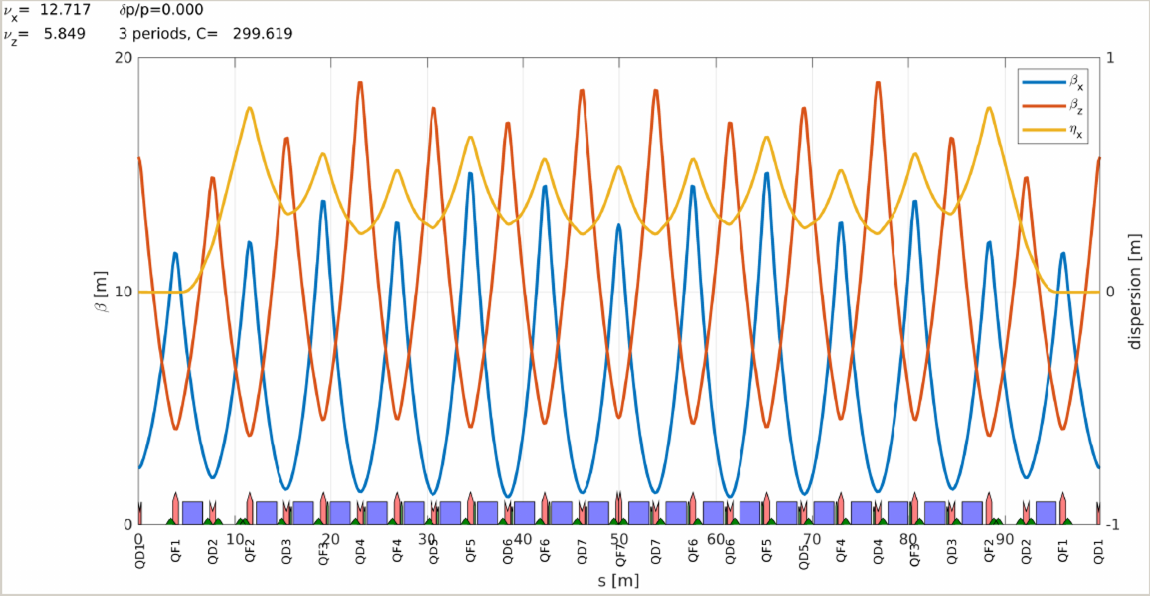 νx= 12.717 δp/p=0.000
νz= 5.849 3 periods, C= 299.619
20
1
βx
βz
ηx
β [m]
10
0
dispersion [m]
0
-1
10 20 30 40 50 60 70 80 90
QD1 QF1 QD2 QF2 QD3 QF3 QD4 QF4 QD5 QF5 QD6 QF6 QD7 QF7 QD7 QF6 QD6 QF5 QD5 QF4 QD4 QF3 QD3 QF2 QD2 QF1 QD1
s [m]